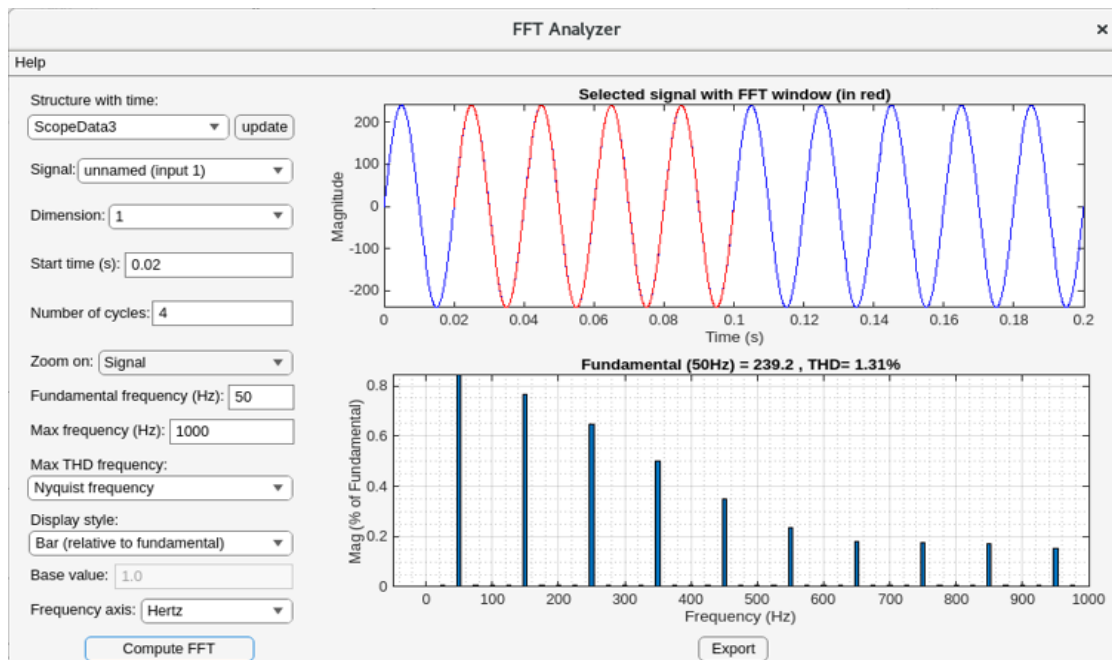 FFT Analyzer ×
Help
Structure with time:
ScopeData3 update
Signal: unnamed (input 1)
Dimension: 1
Start time (s): 0.02
Number of cycles: 4
Zoom on: Signal
Fundamental frequency (Hz): 50
Max frequency (Hz): 1000
Max THD frequency:
Nyquist frequency
Display style:
Bar (relative to fundamental)
Base value: 1.0
Frequency axis: Hertz
Compute FFT
Selected signal with FFT window (in red)
Magnitude
200
100
0
-100
-200
0 0.02 0.04 0.06 0.08 0.1 0.12 0.14 0.16 0.18 0.2
Time (s)
Fundamental (50Hz) = 239.2 , THD= 1.31%
Mag (% of Fundamental)
0.8
0.6
0.4
0.2
0
0 100 200 300 400 500 600 700 800 900 1000
Frequency (Hz)
Export